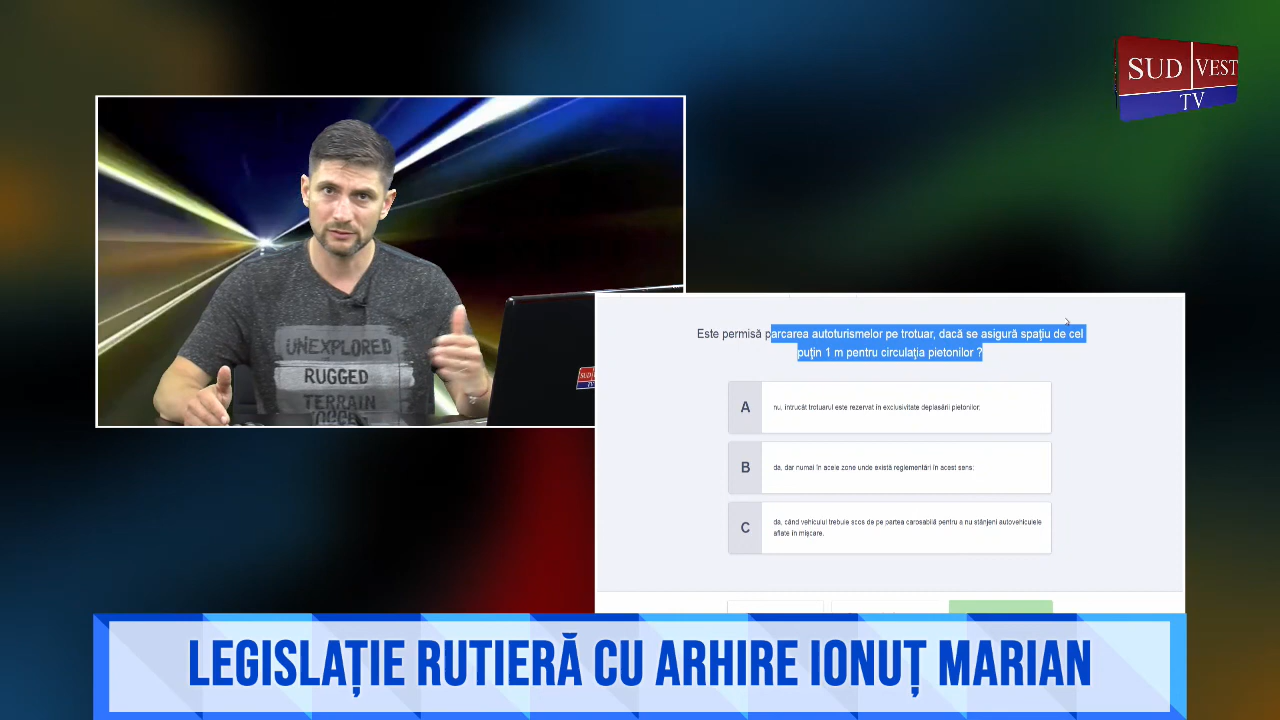 SUD VEST
TV
UNEXPLORED
RUGGED
TERRAIN
SUD
Este permisă parcarea autoturismelor pe trotuar, dacă se asigură spaţiu de cel
puţin 1 m pentru circulaţia pietonilor ?
A nu, întrucât trotuarul este rezervat în exclusivitate deplasării pietonilor;
B da, dar numai în acele zone unde există reglementări în acest sens;
C da, când vehiculul trebuie scos de pe partea carosabilă pentru a nu stânjeni autovehiculele
aflate în mişcare.
LEGISLAȚIE RUTIERĂ CU ARHIRE IONUȚ MARIAN